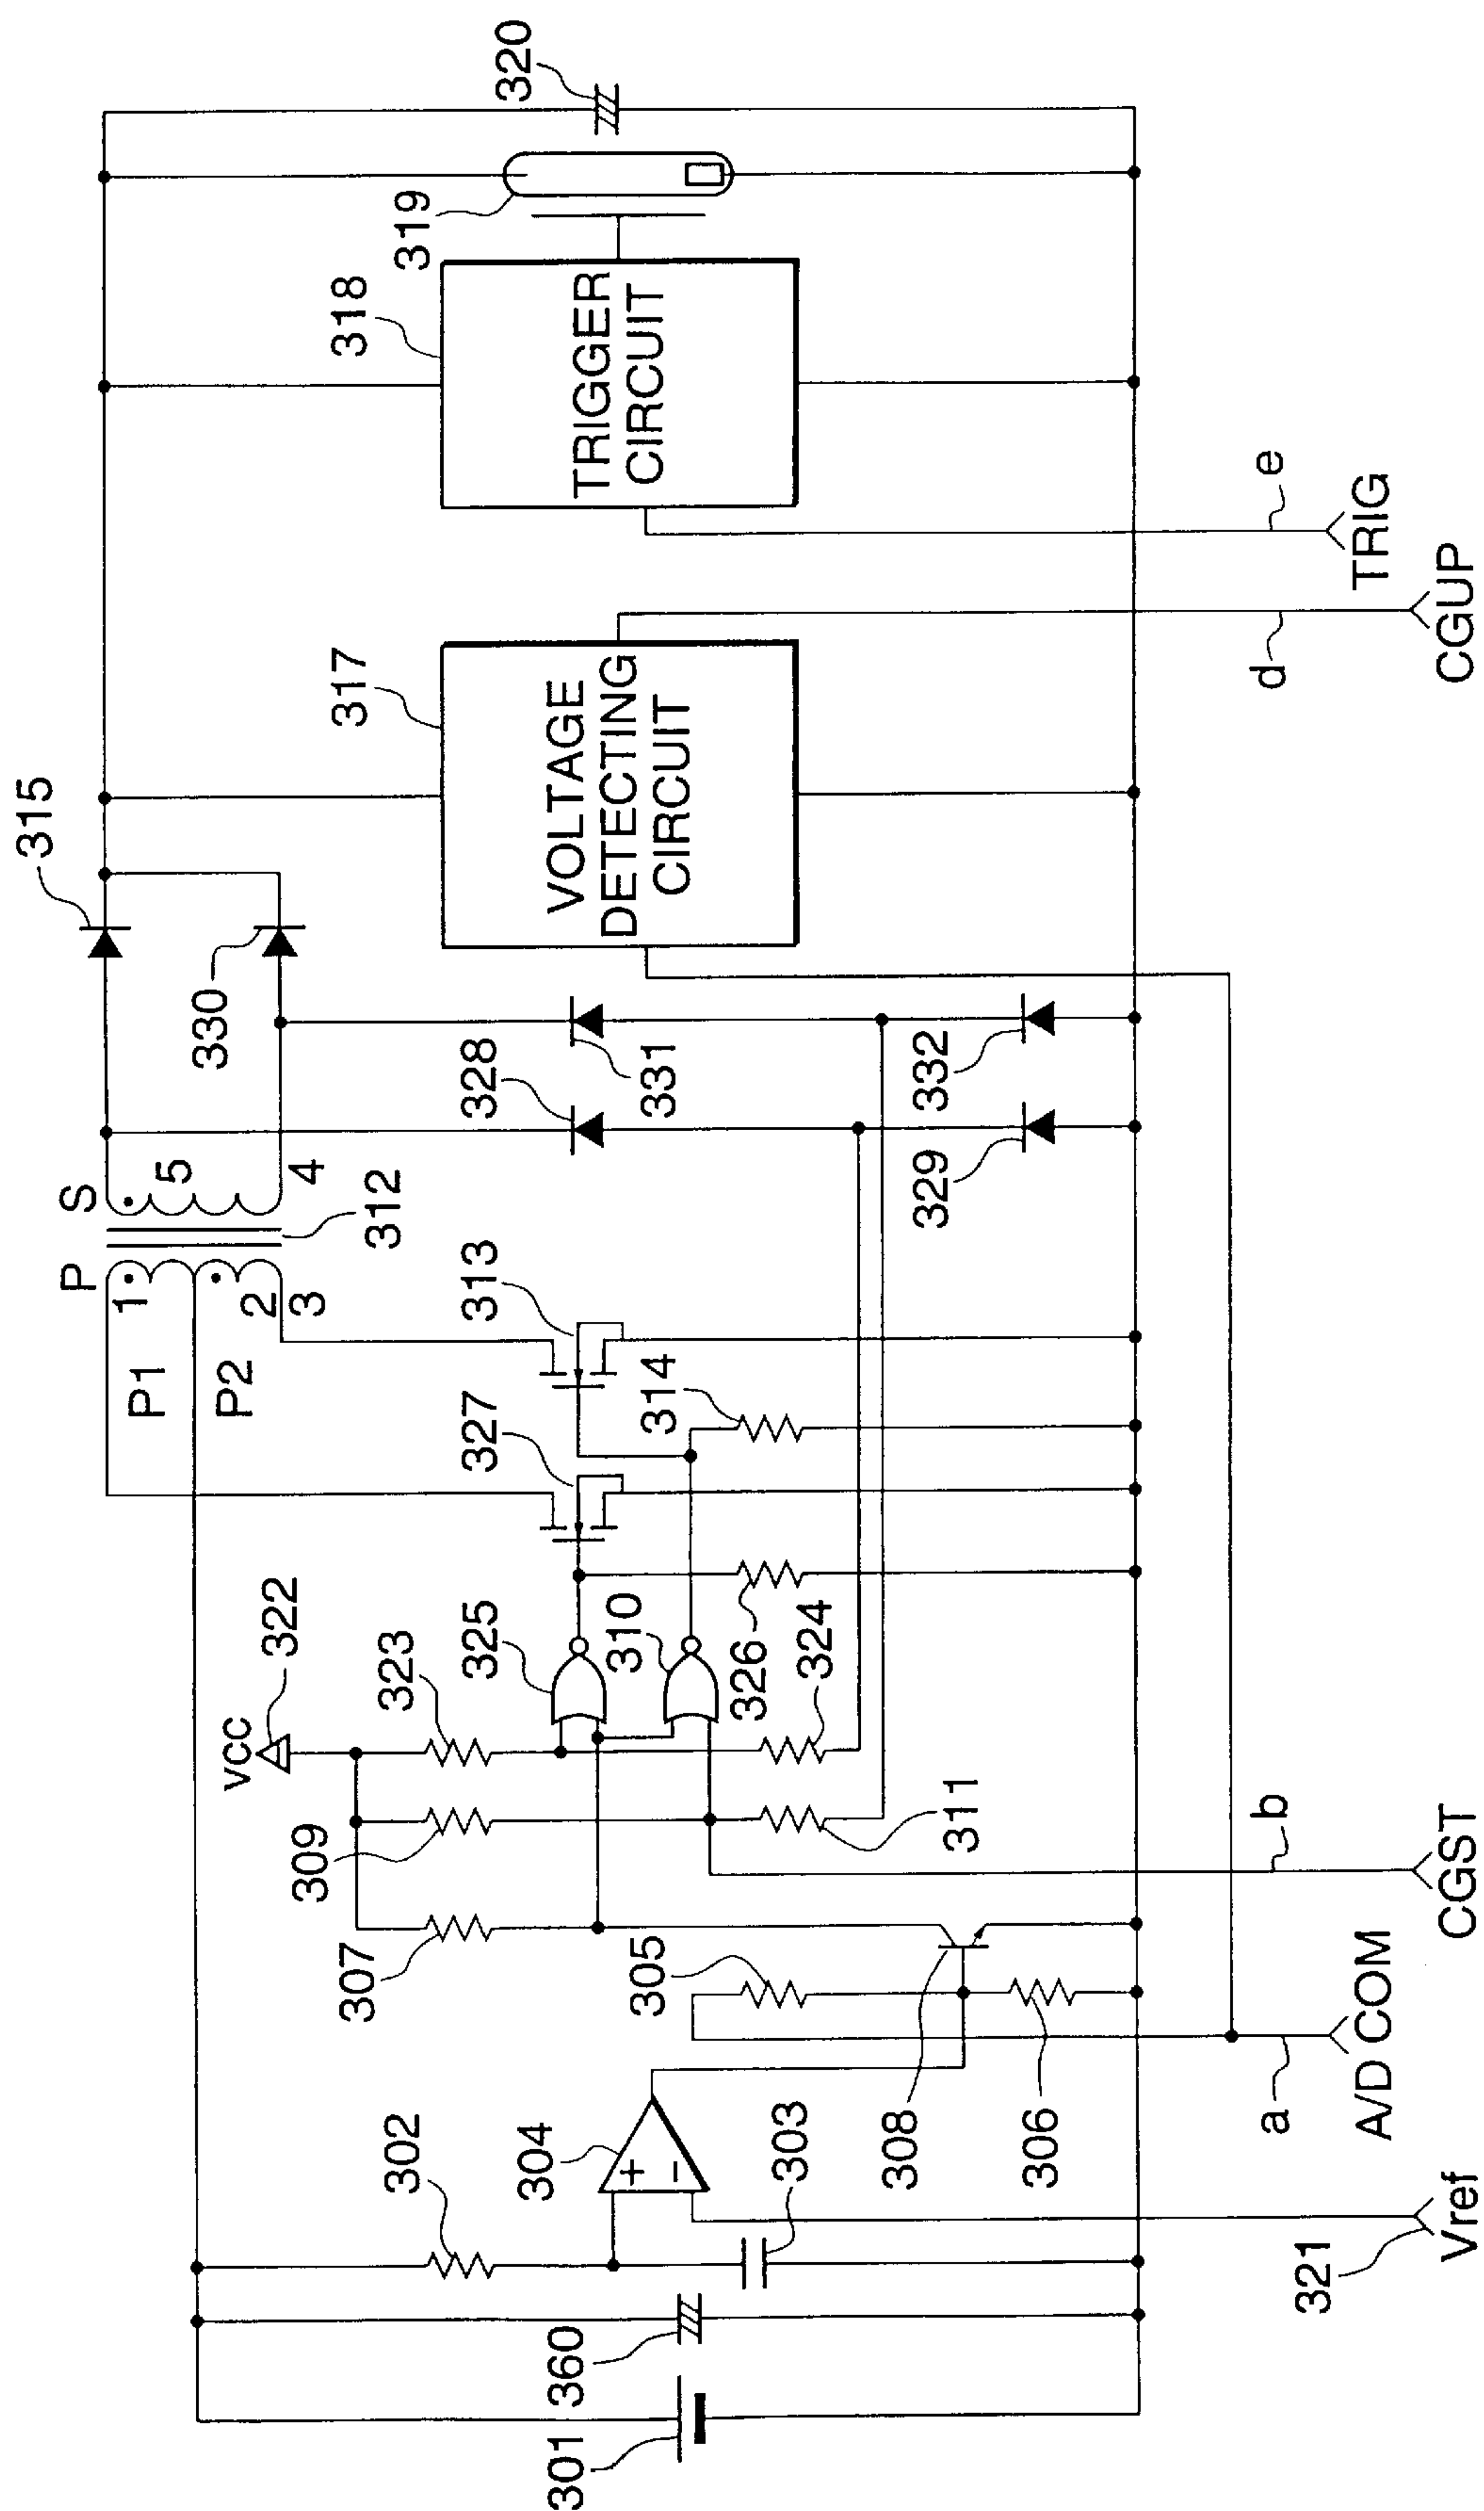 315
330
S
P
5
4
312
1
2
3
P1
P2
VCC
322
323
309
307
302
301
360
304
+
−
303
305
308
306
325
310
326
324
311
327
313
314
328
331
329
332
317
VOLTAGE
DETECTING
CIRCUIT
318
TRIGGER
CIRCUIT
319
320
321
Vref
a
A/D COM
b
CGST
d
CGUP
e
TRIG